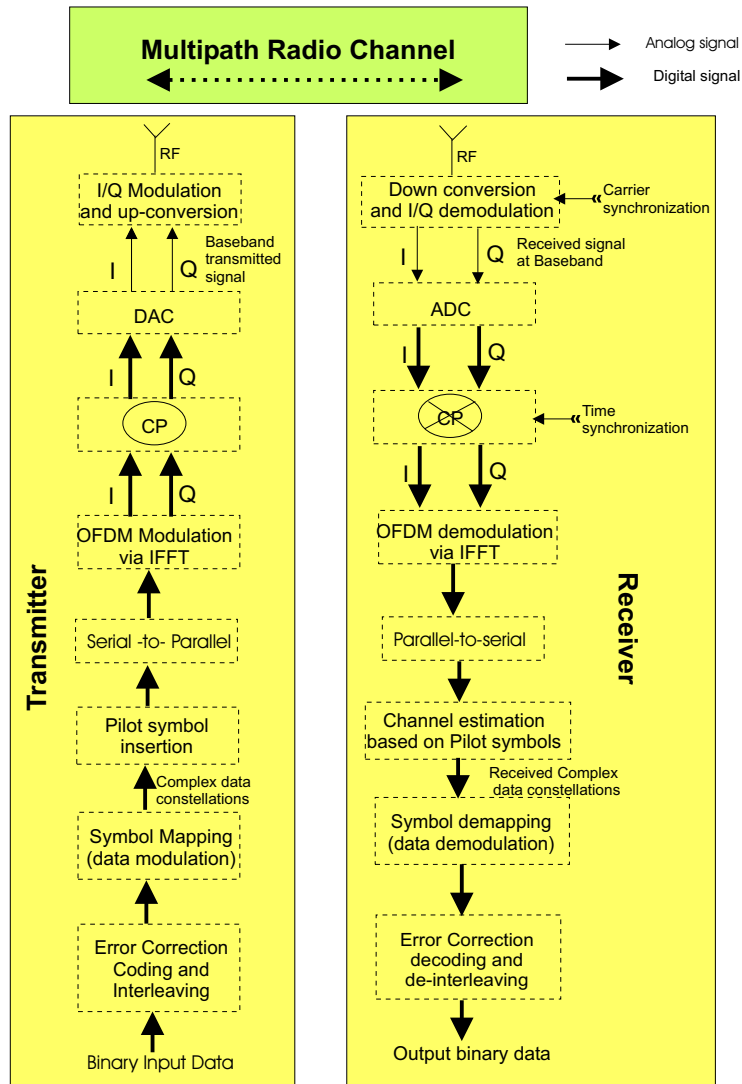 Multipath Radio Channel
Analog signal
Digital signal
Transmitter
RF
I/Q Modulation
and up-conversion
I
Q
Baseband
transmitted
signal
DAC
I
Q
CP
I
Q
OFDM Modulation
via IFFT
Serial -to- Parallel
Pilot symbol
insertion
Complex data
constellations
Symbol Mapping
(data modulation)
Error Correction
Coding and
Interleaving
Binary Input Data
Receiver
RF
Down conversion
and I/Q demodulation
Carrier
synchronization
I
Q
Received signal
at Baseband
ADC
I
Q
CP
Time
synchronization
I
Q
OFDM demodulation
via IFFT
Parallel-to-serial
Channel estimation
based on Pilot symbols
Received Complex
data constellations
Symbol demapping
(data demodulation)
Error Correction
decoding and
de-interleaving
Output binary data